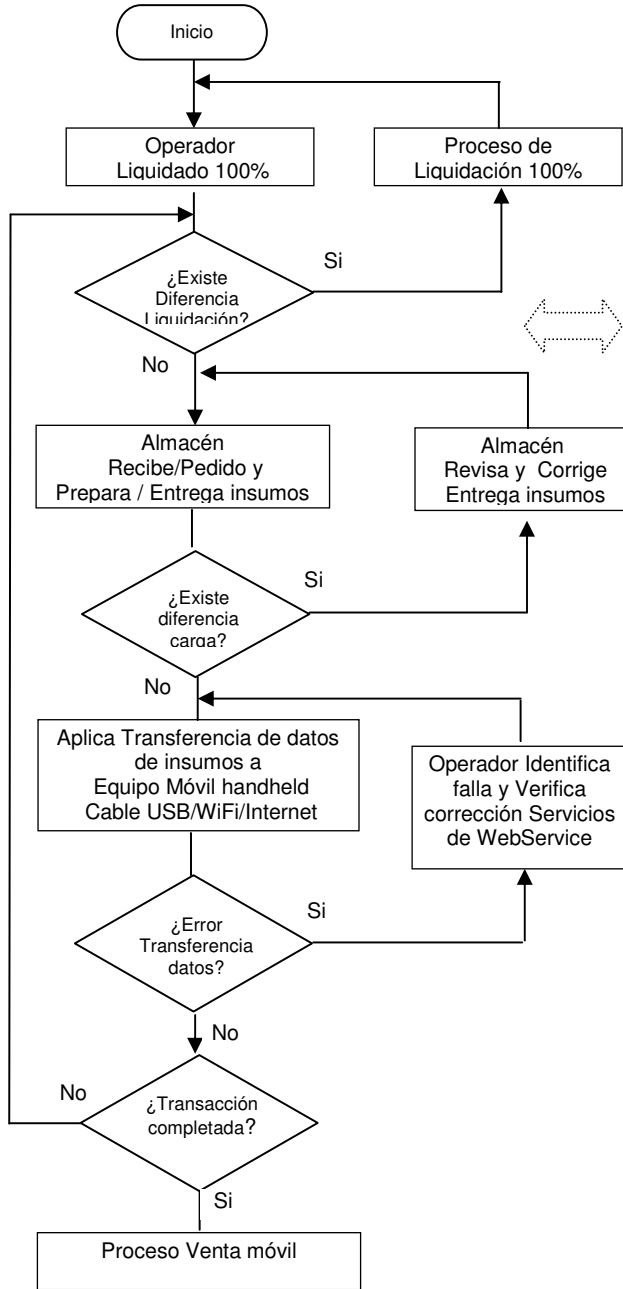 Inicio
Operador
Liquidado 100%
Proceso de
Liquidación 100%
¿Existe
Diferencia
Liquidación?
Si
No
Almacén
Recibe/Pedido y
Prepara / Entrega insumos
Almacén
Revisa y Corrige
Entrega insumos
¿Existe
diferencia
carga?
Si
No
Aplica Transferencia de datos
de insumos a
Equipo Móvil handheld
Cable USB/WiFi/Internet
Operador Identifica
falla y Verifica
corrección Servicios
de WebService
¿Error
Transferencia
datos?
Si
No
¿Transacción
completada?
No
Si
Proceso Venta móvil